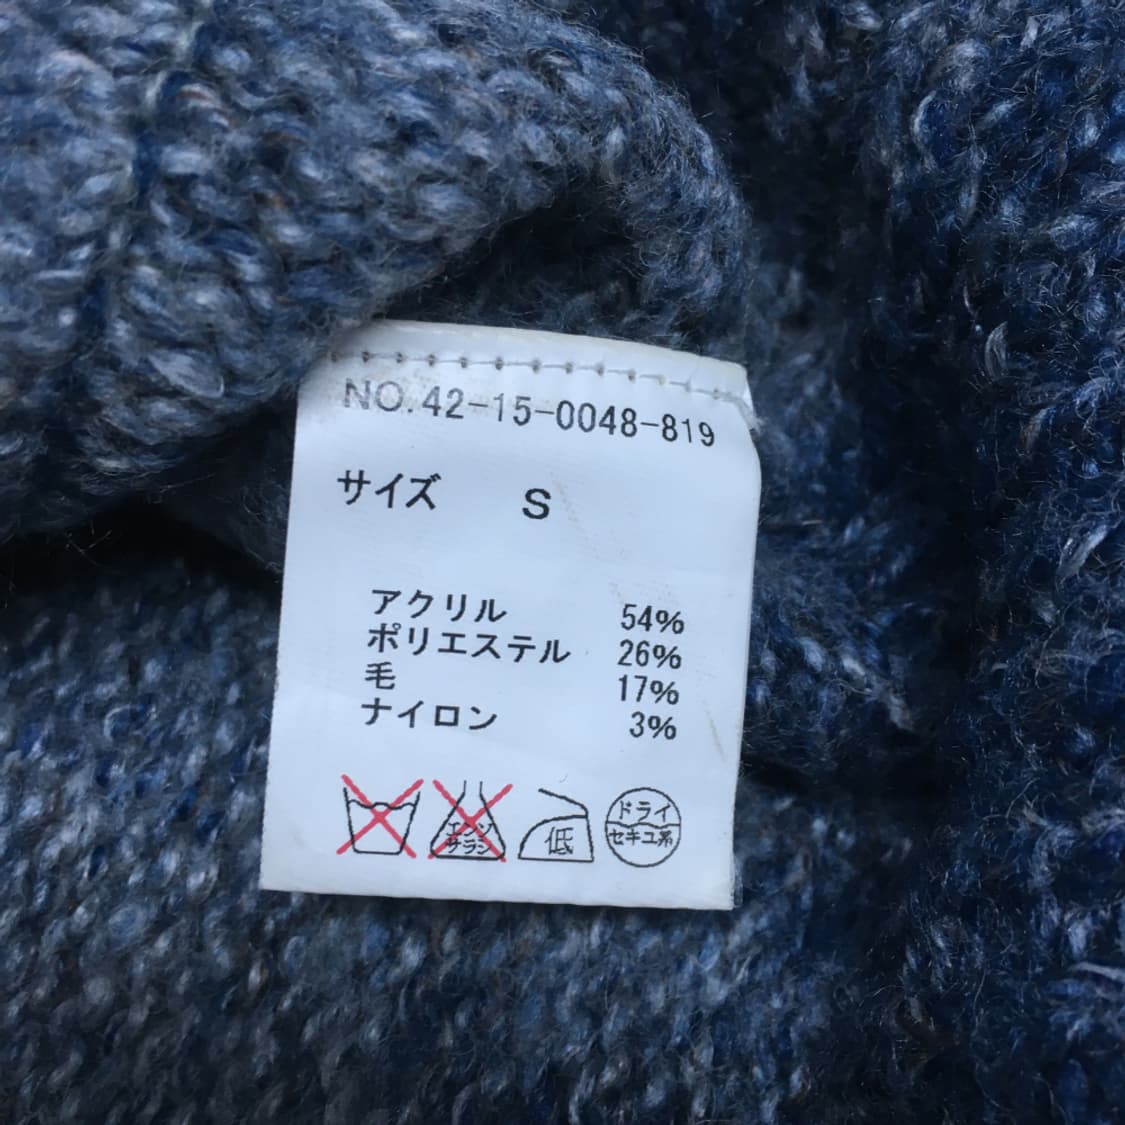 NO.42-15-0048-819
サイズ S
アクリル 54%
ポリエステル 26%
毛 17%
ナイロン 3%
エンソ
サラシ
低
ドライ
セキユ系